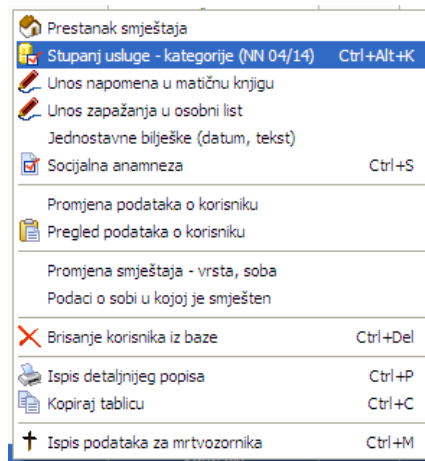 Prestanak smještaja
Stupanj usluge - kategorije (NN 04/14) Ctrl+Alt+K
Unos napomena u matičnu knjigu
Unos zapažanja u osobni list
Jednostavne bilješke (datum, tekst)
Socijalna anamneza Ctrl+S
Promjena podataka o korisniku
Pregled podataka o korisniku
Promjena smještaja - vrsta, soba
Podaci o sobi u kojoj je smješten
Brisanje korisnika iz baze Ctrl+Del
Ispis detaljnijeg popisa Ctrl+P
Kopiraj tablicu Ctrl+C
Ispis podataka za mrtvozornika Ctrl+M